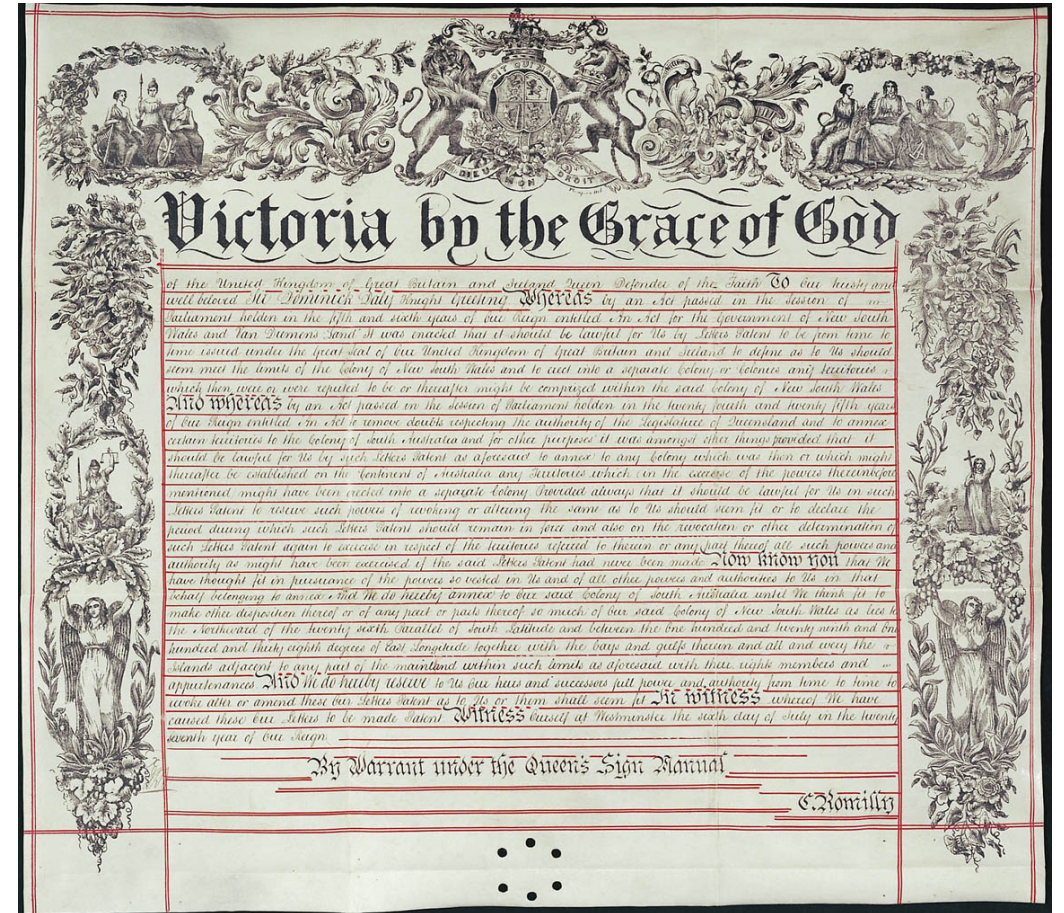 DIEU ET MON DROIT
Victoria by the Grace of God
of the United Kingdom of Great Britain and Ireland Queen Defender of the Faith To Our trusty and
well beloved Sir Dominick Daly Knight Greeting Whereas by an Act passed in the Session of
Parliament holden in the fifth and sixth years of Our Reign entitled An Act for the Government of New South
Wales and Van Diemens Land It was enacted that it should be lawful for Us by Letters Patent to be from time to
time issued under the Great Seal of Our United Kingdom of Great Britain and Ireland to define as to Us should
seem meet the limits of the Colony of New South Wales and to erect into a separate Colony or Colonies any territories
which then were or were reputed to be or thereafter might be comprized within the said Colony of New South Wales
And whereas by an Act passed in the Session of Parliament holden in the twenty fourth and twenty fifth years
of Our Reign entitled An Act to remove doubts respecting the authority of the Legislature of Queensland and to annex
certain territories to the Colony of South Australia and for other purposes it was amongst other things provided that it
should be lawful for Us by such Letters Patent as aforesaid to annex to any Colony which was then or which might
thereafter be established on the Continent of Australia any Territories which in the exercise of the powers thereinbefore
mentioned might have been erected into a separate Colony Provided always that it should be lawful for Us in such
Letters Patent to reserve such powers of revoking or altering the same as to Us should seem fit or to declare the
period during which such Letters Patent should remain in force and also on the revocation or other determination of
such Letters Patent again to exercise in respect of the territories referred to therein or any part thereof all such powers and
authority as might have been exercised if the said Letters Patent had never been made Now know you that We
have thought fit in pursuance of the powers so vested in Us and of all other powers and authorities to Us in that
behalf belonging to annex And We do hereby annex to Our said Colony of South Australia until We think fit to
make other disposition thereof or of any part or parts thereof so much of Our said Colony of New South Wales as lies to
the Northward of the twenty sixth Parallel of South Latitude and between the One hundred and twenty ninth and One
hundred and thirty eighth degrees of East Longitude together with the bays and gulfs therein and all and every the
Islands adjacent to any part of the mainland within such limits as aforesaid with their rights members and
appurtenances And We do hereby reserve to Us Our heirs and successors full power and authority from time to time to
revoke alter or amend these Our Letters Patent as to Us or them shall seem fit In witness whereof We have
caused these Our Letters to be made Patent Witness Ourself at Westminster the sixth day of July in the twenty
seventh year of Our Reign
By Warrant under the Queens Sign Manual
C. Romilly